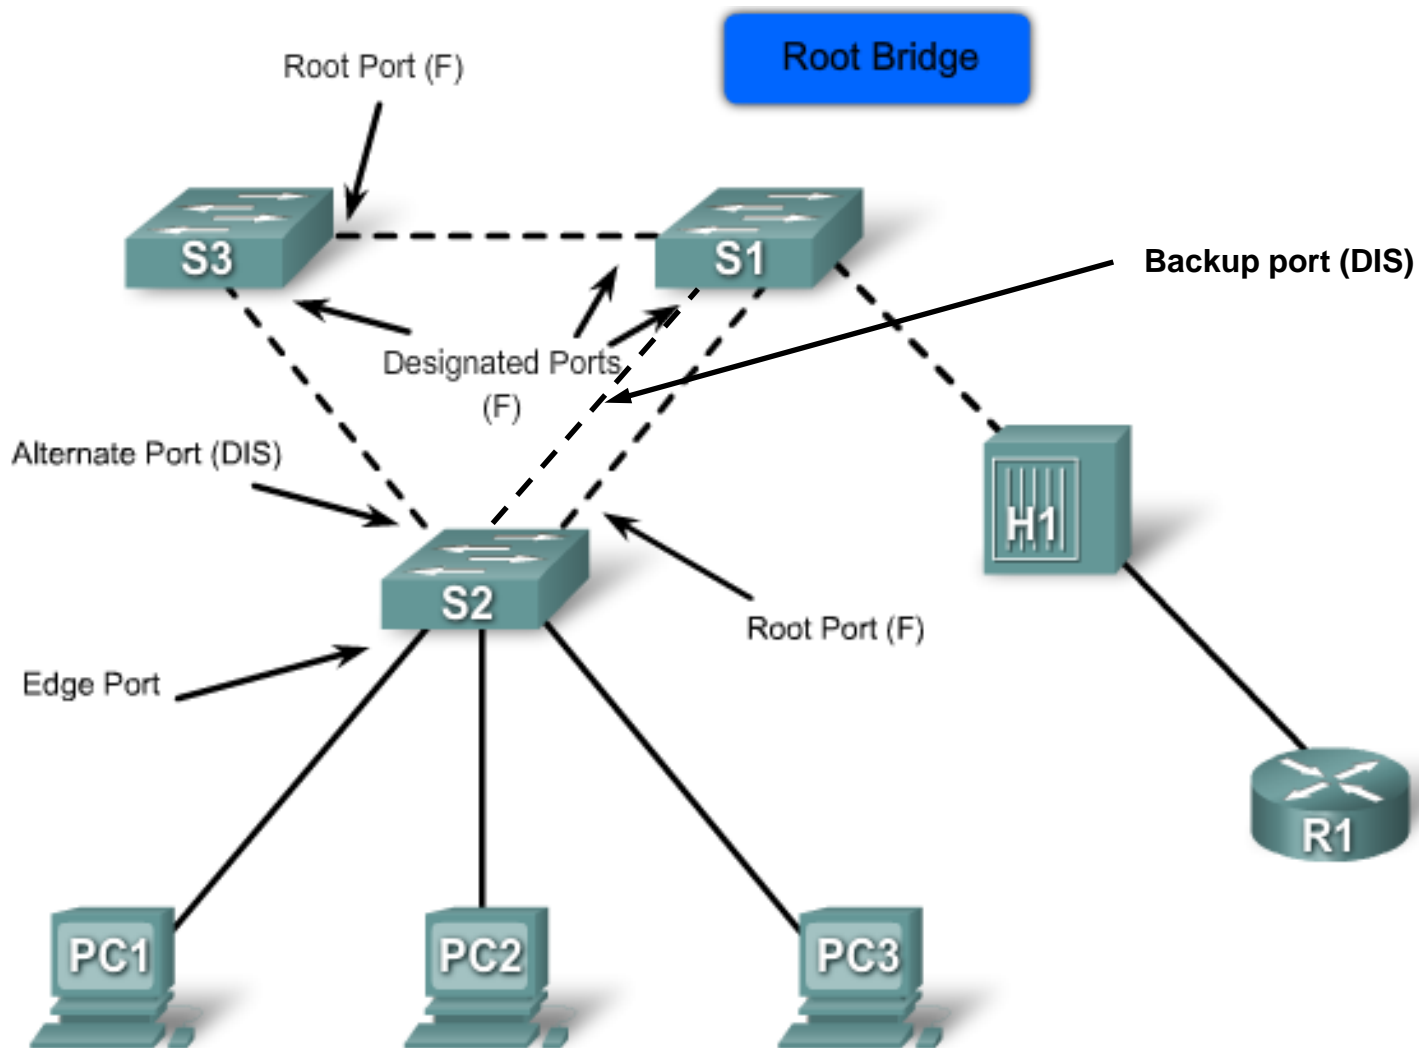 Root Port (F)
Root Bridge
S3
S1
Backup port (DIS)
Designated Ports
(F)
Alternate Port (DIS)
H1
S2
Root Port (F)
Edge Port
R1
PC1
PC2
PC3